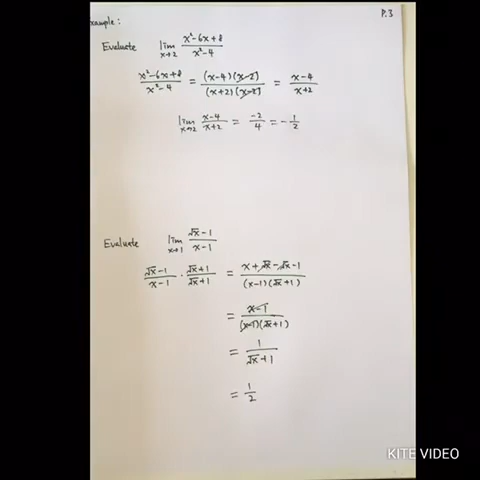 P.3
xample:
Evaluate lim x→2 (x²-6x+8)/(x²-4)
(x²-6x+8)/(x²-4) = ((x-4)(x-2))/((x+2)(x-2)) = (x-4)/(x+2)
lim x→2 (x-4)/(x+2) = -2/4 = -1/2
Evaluate lim x→1 (√x-1)/(x-1)
(√x-1)/(x-1) · (√x+1)/(√x+1) = (x+√x-√x-1)/((x-1)(√x+1))
= (x-1)/((x-1)(√x+1))
= 1/(√x+1)
= 1/2
KITE VIDEO